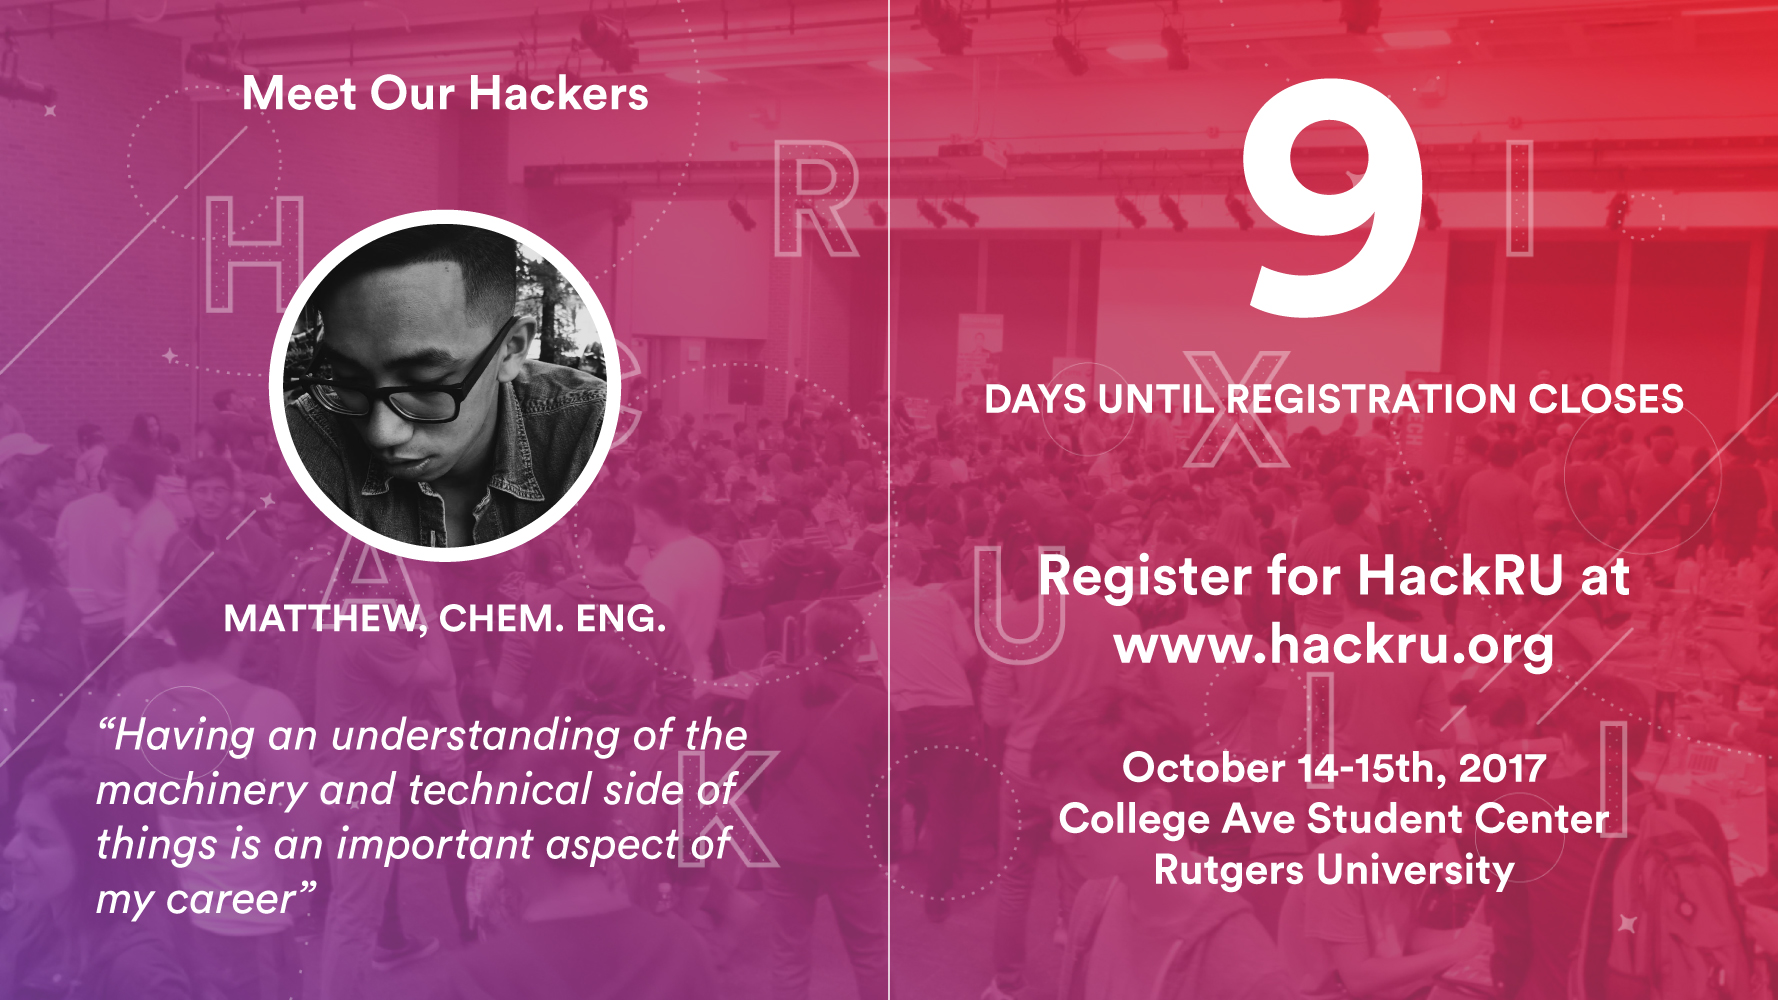 Meet Our Hackers
MATTHEW, CHEM. ENG.
“Having an understanding of the
machinery and technical side of
things is an important aspect of
my career”
9
DAYS UNTIL REGISTRATION CLOSES
Register for HackRU at
www.hackru.org
October 14-15th, 2017
College Ave Student Center
Rutgers University
H
A
C
K
R
U
X
I
I
I